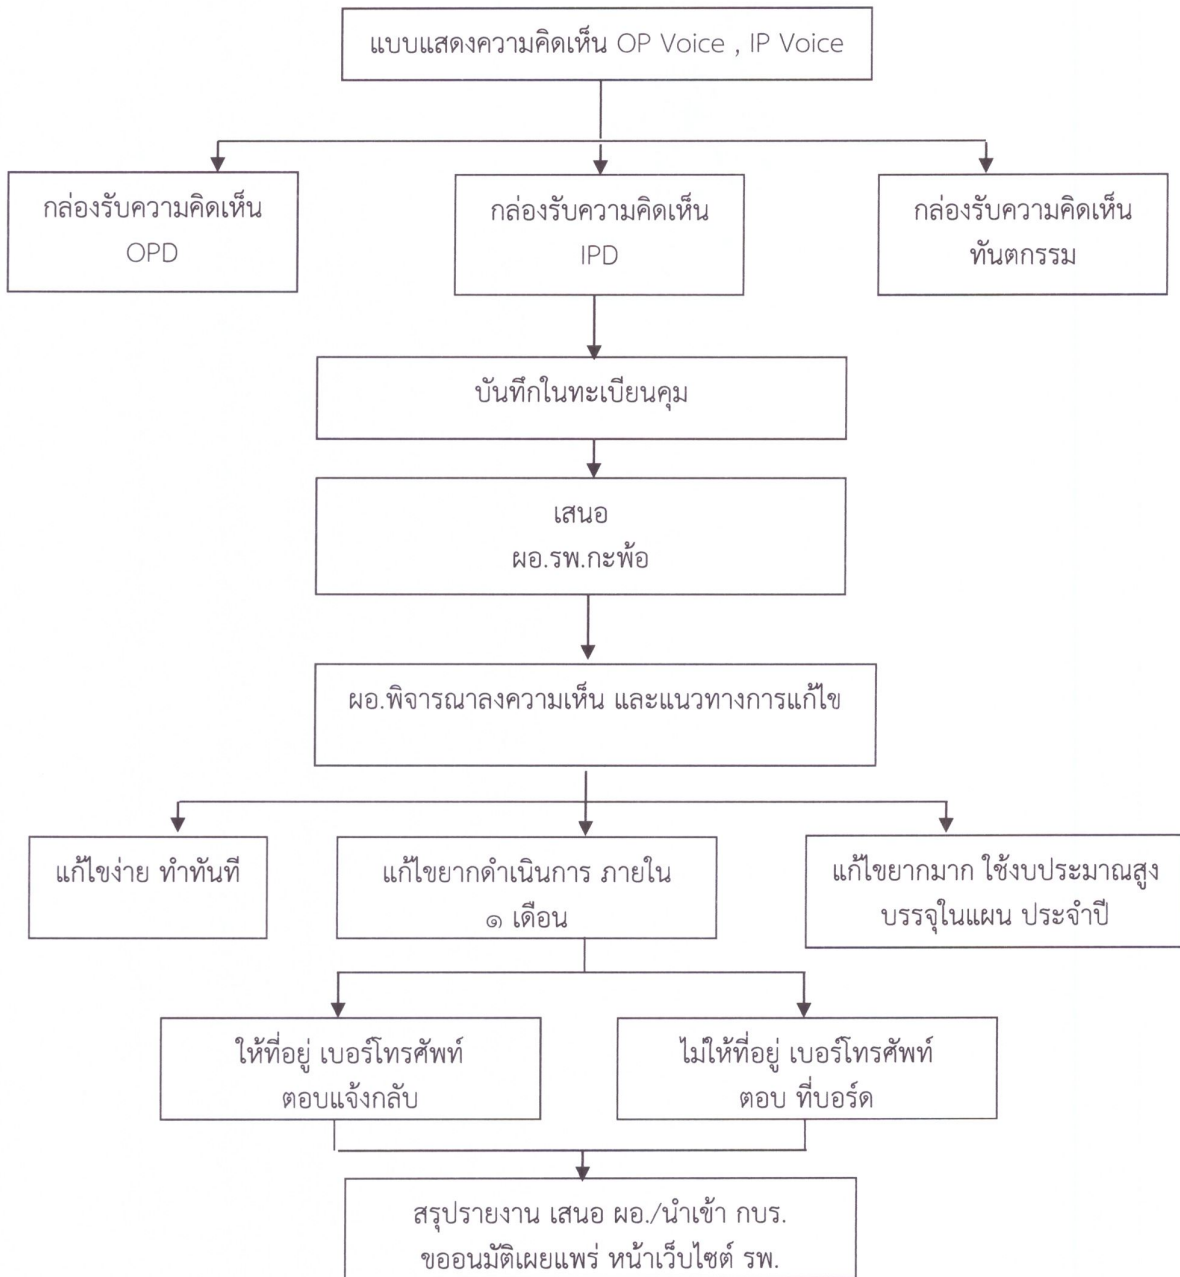 แบบแสดงความคิดเห็น OP Voice , IP Voice
กล่องรับความคิดเห็น
OPD
กล่องรับความคิดเห็น
IPD
กล่องรับความคิดเห็น
ทันตกรรม
บันทึกในทะเบียนคุม
เสนอ
ผอ.รพ.กะพ้อ
ผอ.พิจารณาลงความเห็น และแนวทางการแก้ไข
แก้ไขง่าย ทำทันที
แก้ไขยากดำเนินการ ภายใน
๑ เดือน
แก้ไขยากมาก ใช้งบประมาณสูง
บรรจุในแผน ประจำปี
ให้ที่อยู่ เบอร์โทรศัพท์
ตอบแจ้งกลับ
ไม่ให้ที่อยู่ เบอร์โทรศัพท์
ตอบ ที่บอร์ด
สรุปรายงาน เสนอ ผอ./นำเข้า กบร.
ขออนมัติเผยแพร่ หน้าเว็บไซต์ รพ.